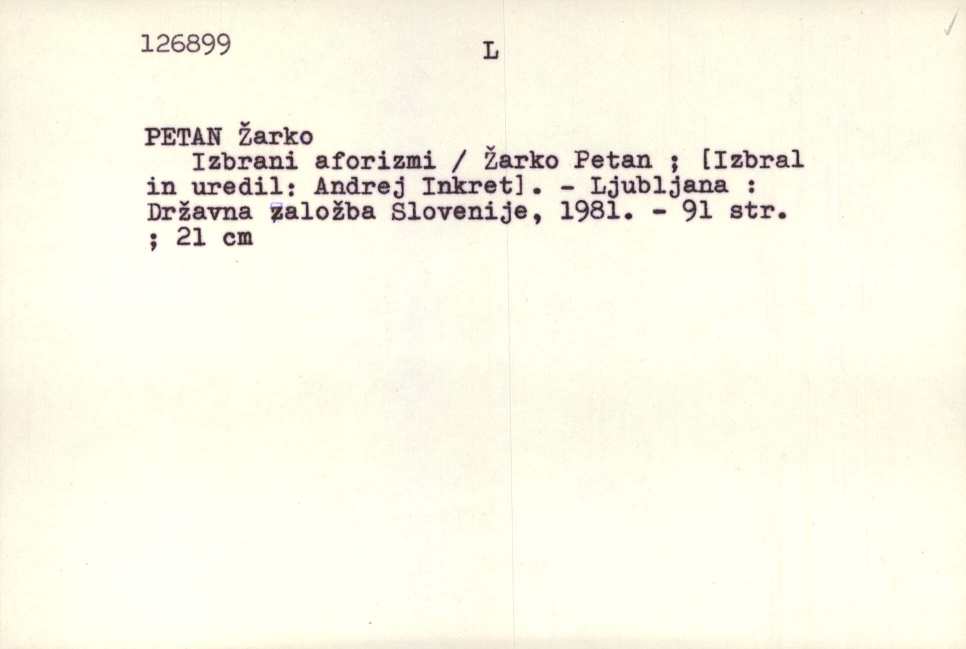 126899
L
PETAN Žarko
Izbrani aforizmi / Žarko Petan ; [Izbral
in uredil: Andrej Inkret]. - Ljubljana :
Državna založba Slovenije, 1981. - 91 str.
; 21 cm